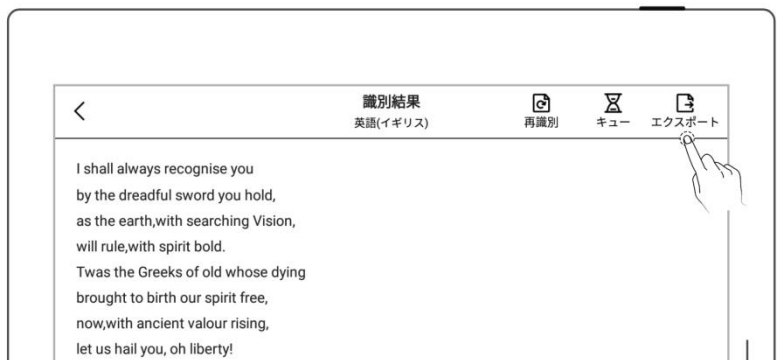 識別結果
英語(イギリス)
再識別
キュー
エクスポート
I shall always recognise you
by the dreadful sword you hold,
as the earth,with searching Vision,
will rule,with spirit bold.
Twas the Greeks of old whose dying
brought to birth our spirit free,
now,with ancient valour rising,
let us hail you, oh liberty!